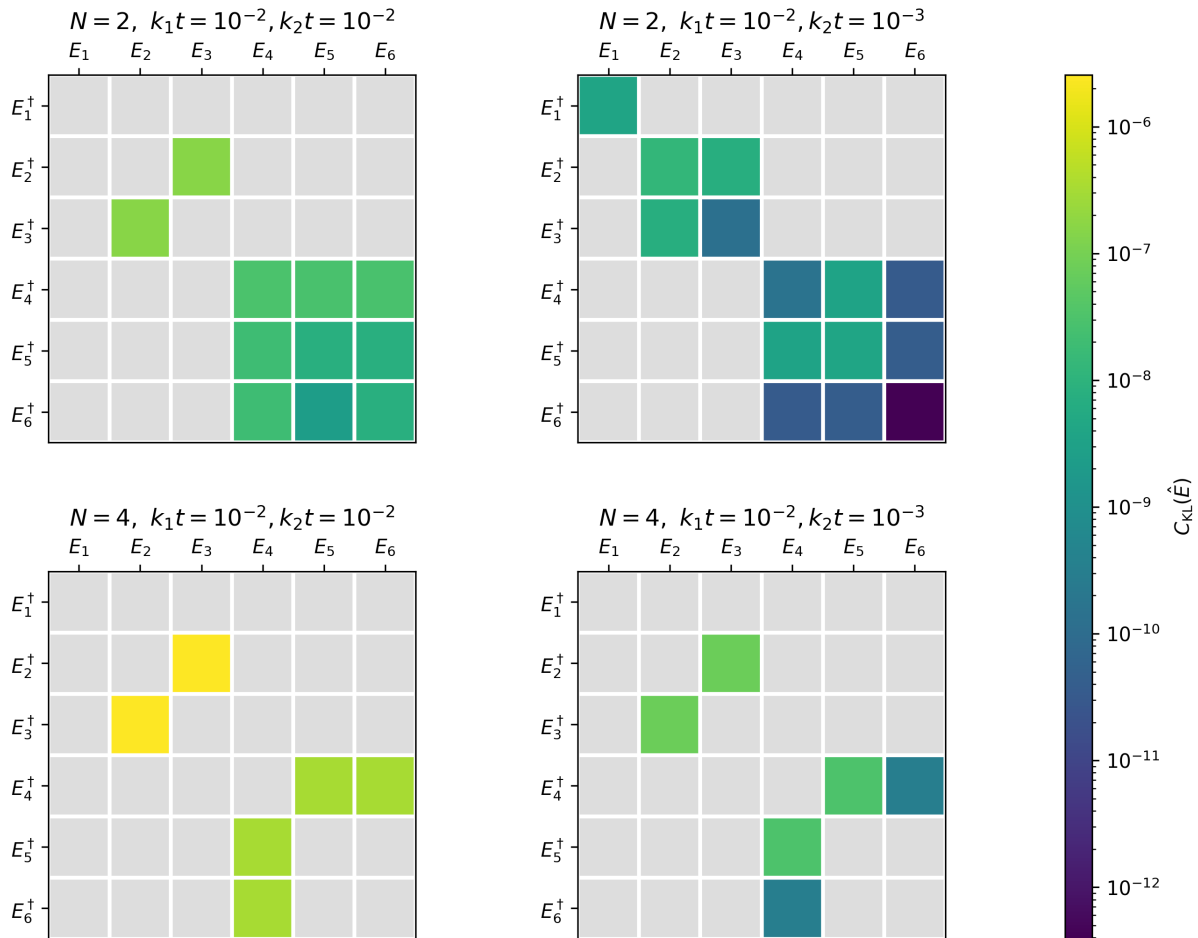 N = 2, k₁t = 10⁻², k₂t = 10⁻²
E₁ E₂ E₃ E₄ E₅ E₆
E₁†
E₂†
E₃†
E₄†
E₅†
E₆†
N = 2, k₁t = 10⁻², k₂t = 10⁻³
E₁ E₂ E₃ E₄ E₅ E₆
E₁†
E₂†
E₃†
E₄†
E₅†
E₆†
N = 4, k₁t = 10⁻², k₂t = 10⁻²
E₁ E₂ E₃ E₄ E₅ E₆
E₁†
E₂†
E₃†
E₄†
E₅†
E₆†
N = 4, k₁t = 10⁻², k₂t = 10⁻³
E₁ E₂ E₃ E₄ E₅ E₆
E₁†
E₂†
E₃†
E₄†
E₅†
E₆†
10⁻⁶
10⁻⁷
10⁻⁸
10⁻⁹
10⁻¹⁰
10⁻¹¹
10⁻¹²
C_KL(Ê)